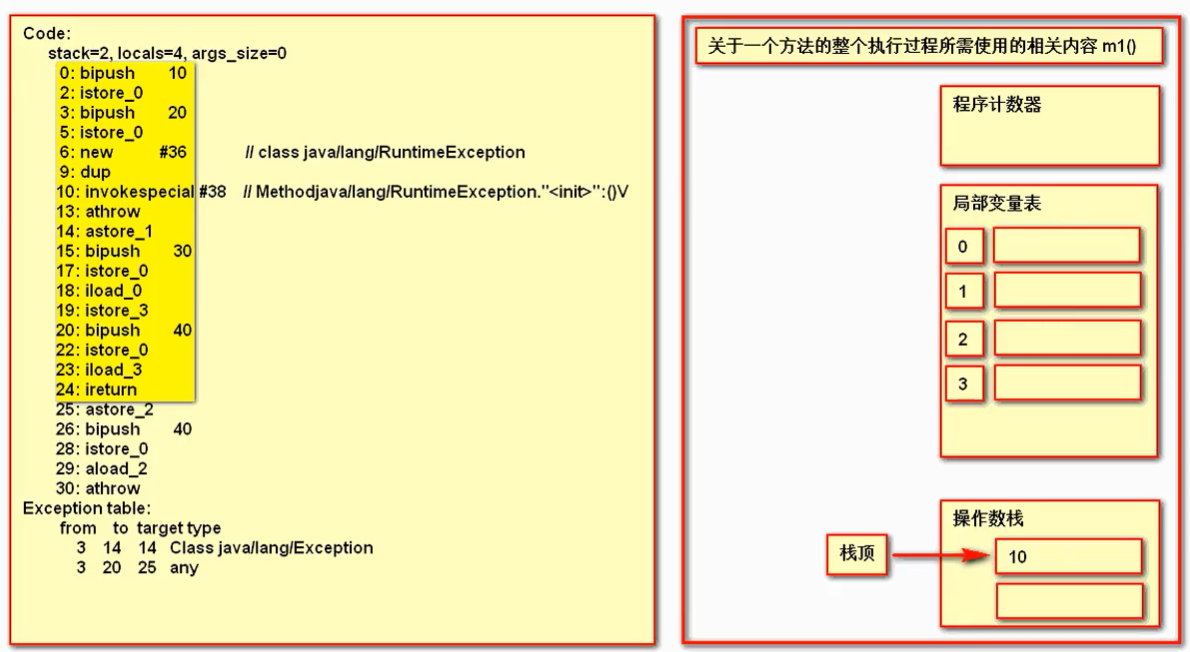 Code:
stack=2, locals=4, args_size=0
0: bipush 10
2: istore_0
3: bipush 20
5: istore_0
6: new #36 // class java/lang/RuntimeException
9: dup
10: invokespecial #38 // Methodjava/lang/RuntimeException."<init>":()V
13: athrow
14: astore_1
15: bipush 30
17: istore_0
18: iload_0
19: istore_3
20: bipush 40
22: istore_0
23: iload_3
24: ireturn
25: astore_2
26: bipush 40
28: istore_0
29: aload_2
30: athrow
Exception table:
from to target type
3 14 14 Class java/lang/Exception
3 20 25 any
关于一个方法的整个执行过程所需使用的相关内容 m1()
程序计数器
局部变量表
0
1
2
3
操作数栈
栈顶
10